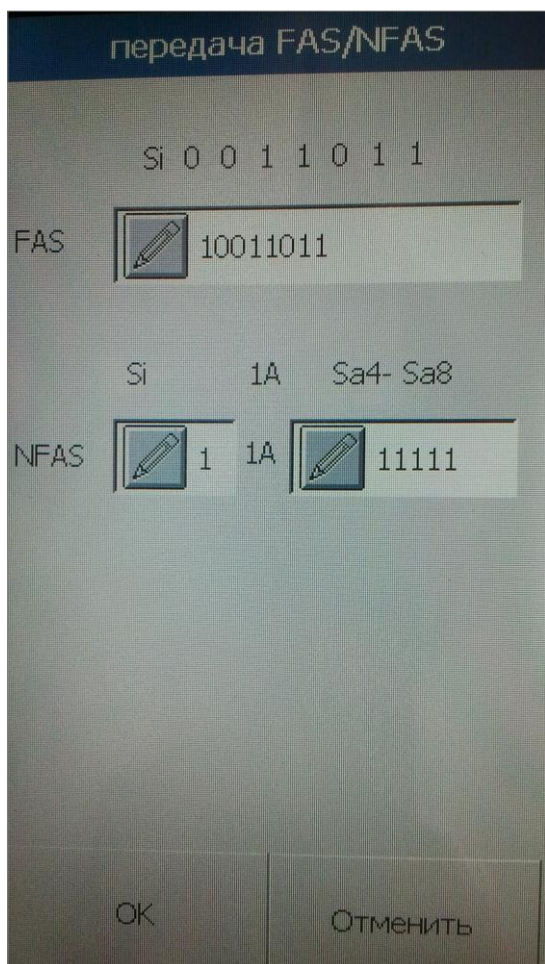 передача FAS/NFAS
Si 0 0 1 1 0 1 1
FAS 10011011
Si 1A Sa4- Sa8
NFAS 1 1A 11111
OK Отменить